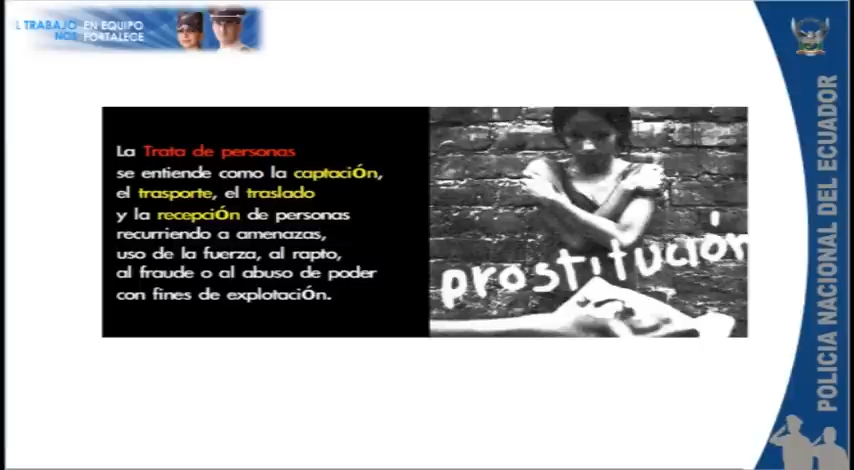 L TRABAJO EN EQUIPO
NOS FORTALECE
La Trata de personas
se entiende como la captación,
el trasporte, el traslado
y la recepción de personas
recurriendo a amenazas,
uso de la fuerza, al rapto,
al fraude o al abuso de poder
con fines de explotación.
prostitución
POLICIA NACIONAL DEL ECUADOR